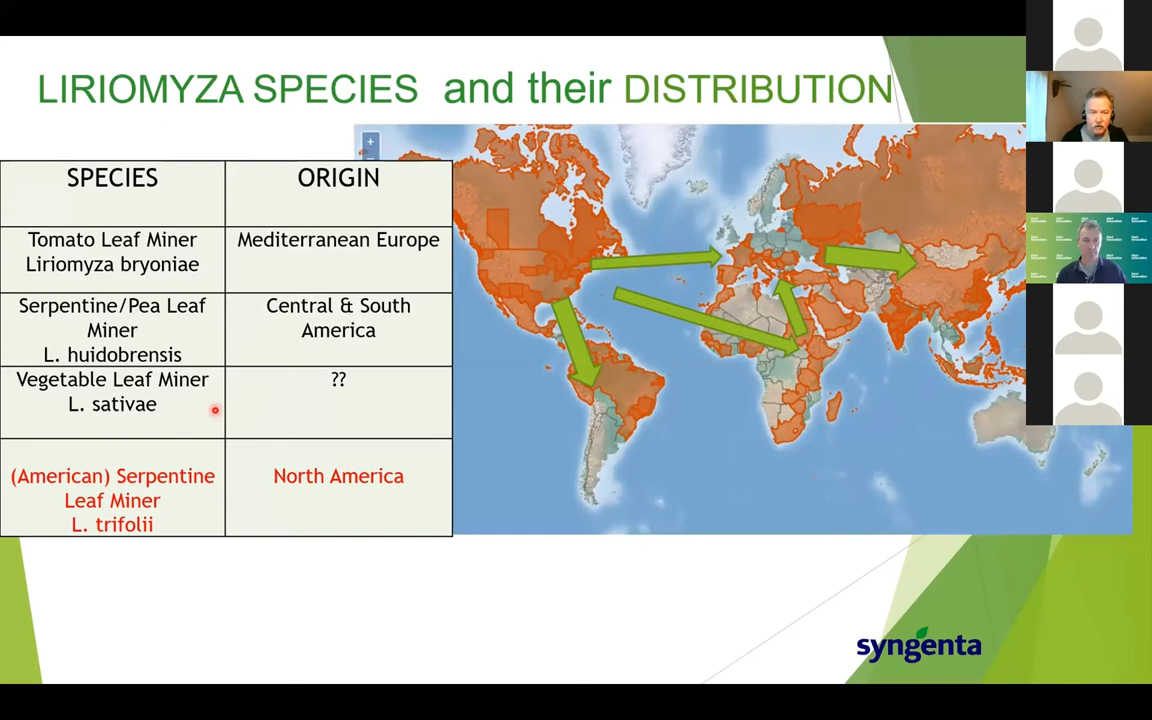 LIRIOMYZA SPECIES and their DISTRIBUTION
+
SPECIES
ORIGIN
Tomato Leaf Miner
Liriomyza bryoniae
Mediterranean Europe
Serpentine/Pea Leaf
Miner
L. huidobrensis
Central & South
America
Vegetable Leaf Miner
L. sativae
??
(American) Serpentine
Leaf Miner
L. trifolii
North America
syngenta